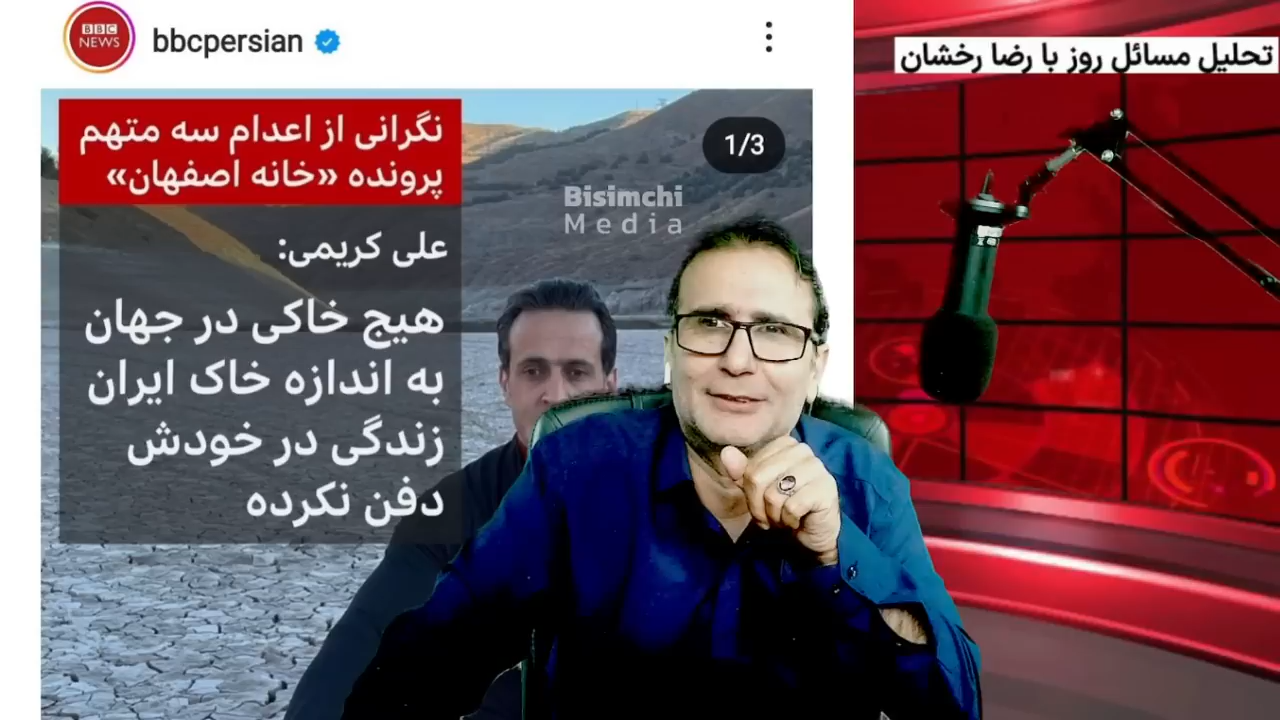 BBC
NEWS
bbcpersian
تحلیل مسائل روز با رضا رخشان
نگرانی از اعدام سه متهم
پرونده «خانه اصفهان»
1/3
Bisimchi
Media
علی کریمی:
هیچ خاکی در جهان
به اندازه خاک ایران
زندگی در خودش
دفن نکرده